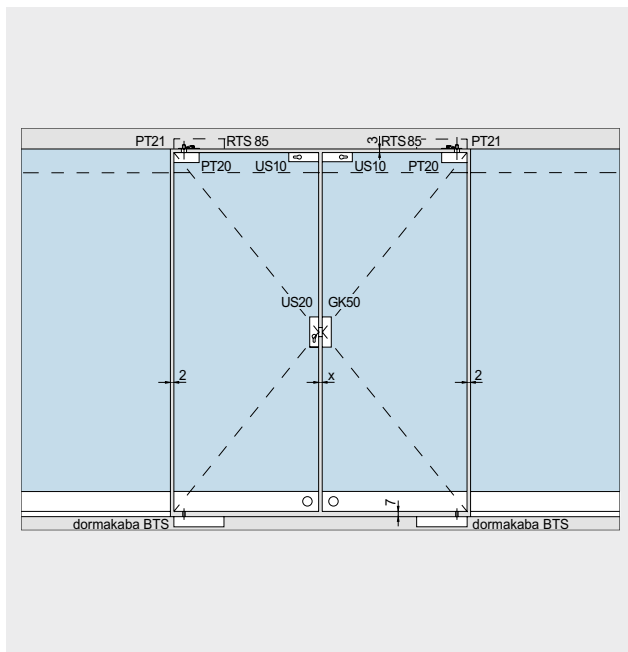 PT21 RTS 85 3 RTS 85 PT21
PT20 US10 US10 PT20
US20 GK50
2 x 2
7
dormakaba BTS dormakaba BTS